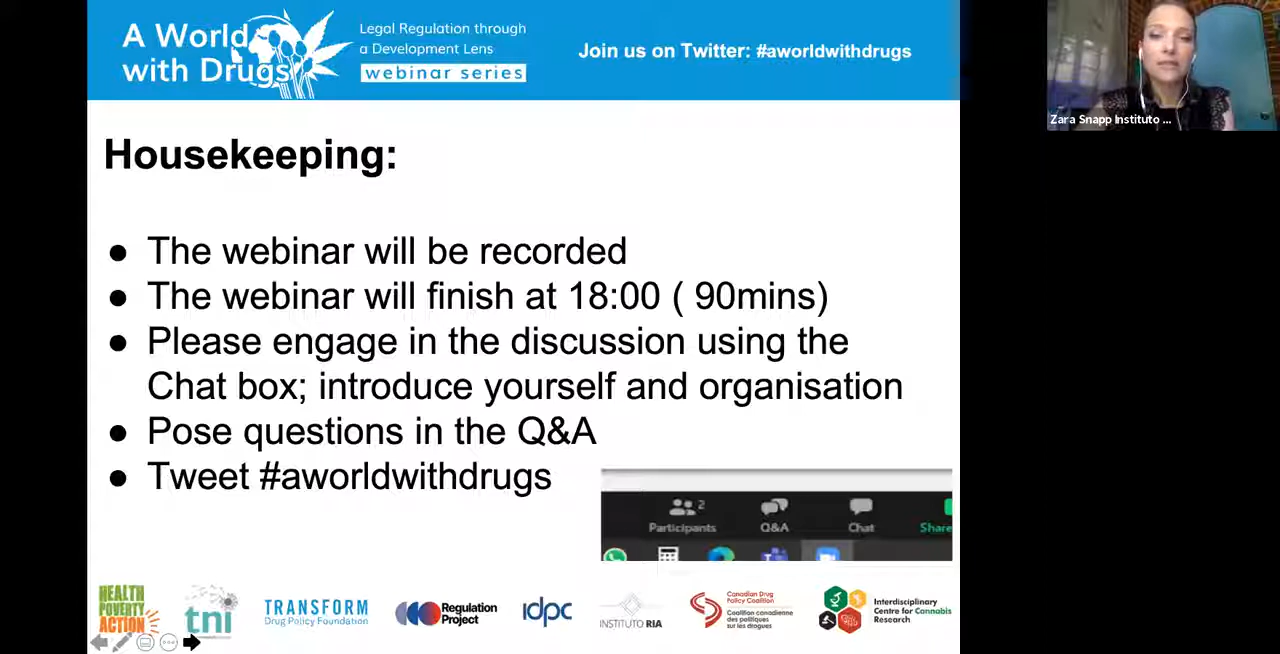 A World
with Drugs
Legal Regulation through
a Development Lens
webinar series
Join us on Twitter: #aworldwithdrugs
Zara Snapp Instituto ...
Housekeeping:
● The webinar will be recorded
● The webinar will finish at 18:00 ( 90mins)
● Please engage in the discussion using the
Chat box; introduce yourself and organisation
● Pose questions in the Q&A
● Tweet #aworldwithdrugs
2
Participants
Q&A
Chat
Share
HEALTH
POVERTY
ACTION
tni
TRANSFORM
Drug Policy Foundation
Regulation
Project
idpc
INSTITUTO RIA
Canadian Drug
Policy Coalition
Coalition canadienne
des politiques
sur les drogues
Interdisciplinary
Centre for Cannabis
Research